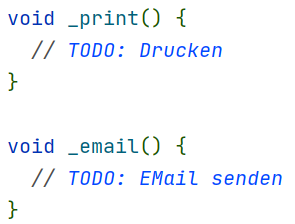 void _print() {
  // TODO: Drucken
}

void _email() {
  // TODO: EMail senden
}